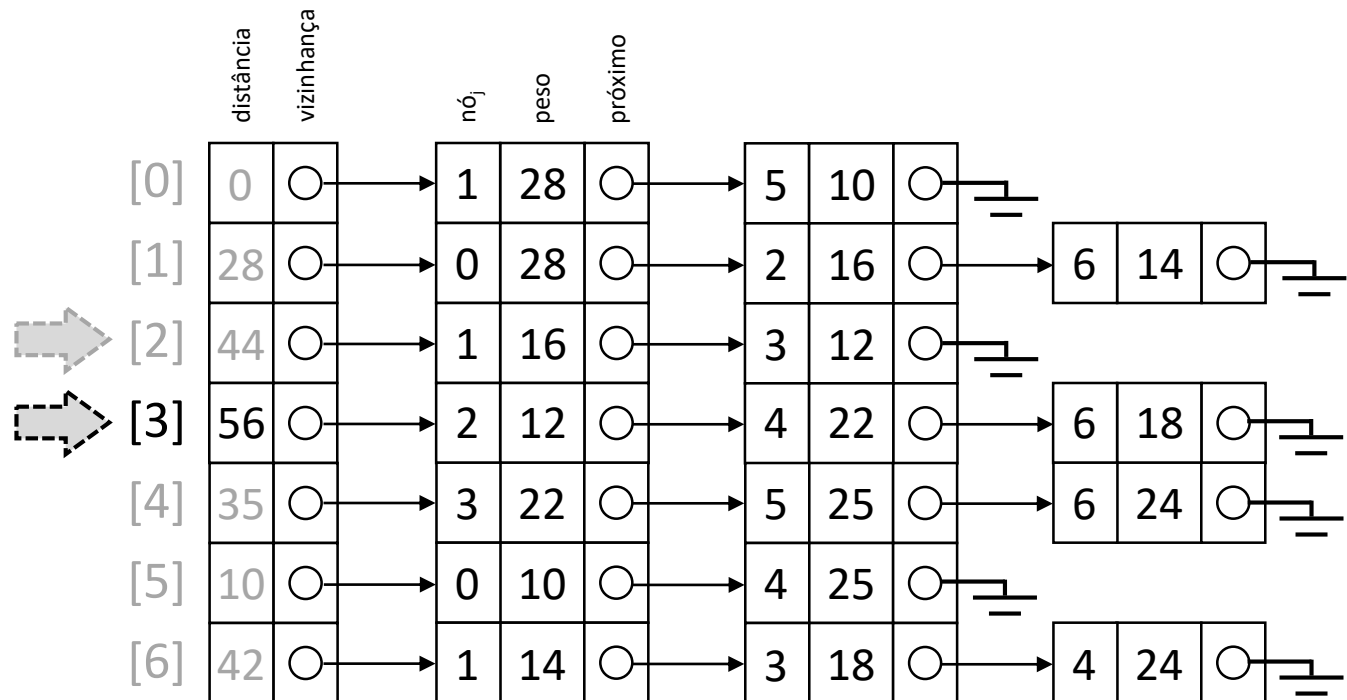 distância vizinhança nój peso próximo
[0] 0 1 28 5 10
[1] 28 0 28 2 16 6 14
[2] 44 1 16 3 12
[3] 56 2 12 4 22 6 18
[4] 35 3 22 5 25 6 24
[5] 10 0 10 4 25
[6] 42 1 14 3 18 4 24